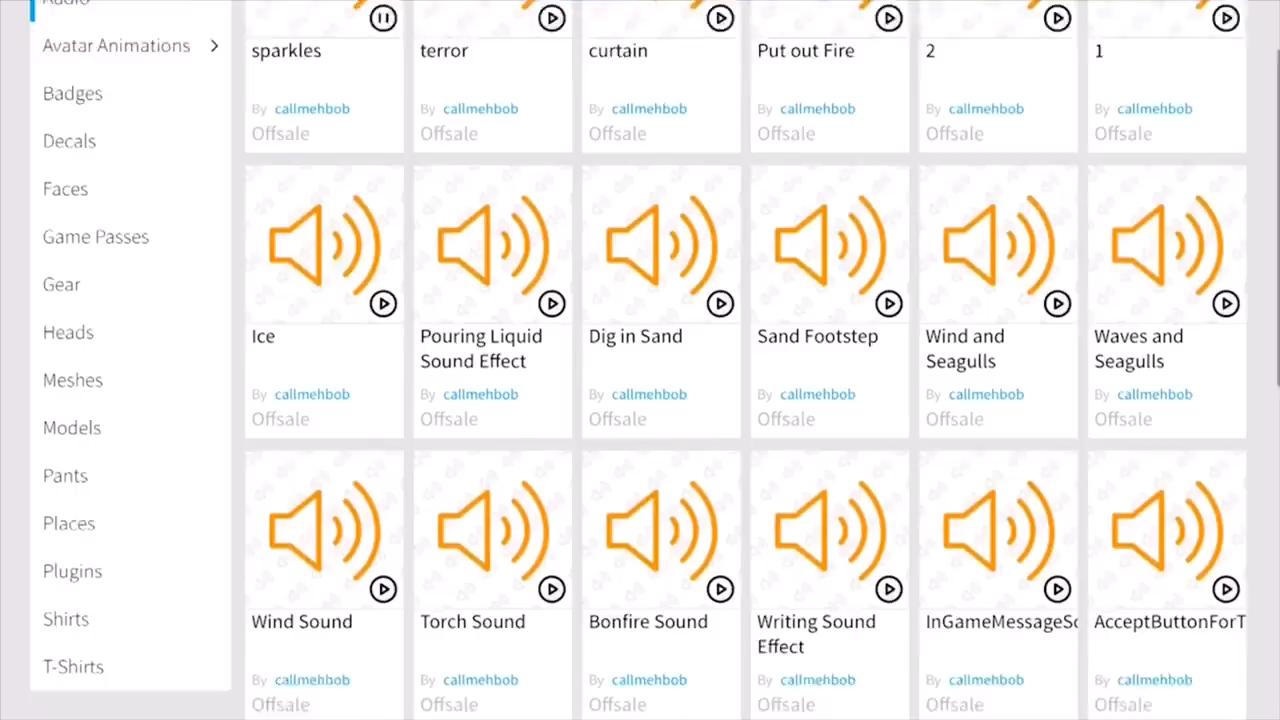 Audio
Avatar Animations
Badges
Decals
Faces
Game Passes
Gear
Heads
Meshes
Models
Pants
Places
Plugins
Shirts
T-Shirts
sparkles
By callmehbob
Offsale
terror
By callmehbob
Offsale
curtain
By callmehbob
Offsale
Put out Fire
By callmehbob
Offsale
2
By callmehbob
Offsale
1
By callmehbob
Offsale
Ice
By callmehbob
Offsale
Pouring Liquid
Sound Effect
By callmehbob
Offsale
Dig in Sand
By callmehbob
Offsale
Sand Footstep
By callmehbob
Offsale
Wind and
Seagulls
By callmehbob
Offsale
Waves and
Seagulls
By callmehbob
Offsale
Wind Sound
By callmehbob
Offsale
Torch Sound
By callmehbob
Offsale
Bonfire Sound
By callmehbob
Offsale
Writing Sound
Effect
By callmehbob
Offsale
InGameMessageSo
By callmehbob
Offsale
AcceptButtonForT
By callmehbob
Offsale